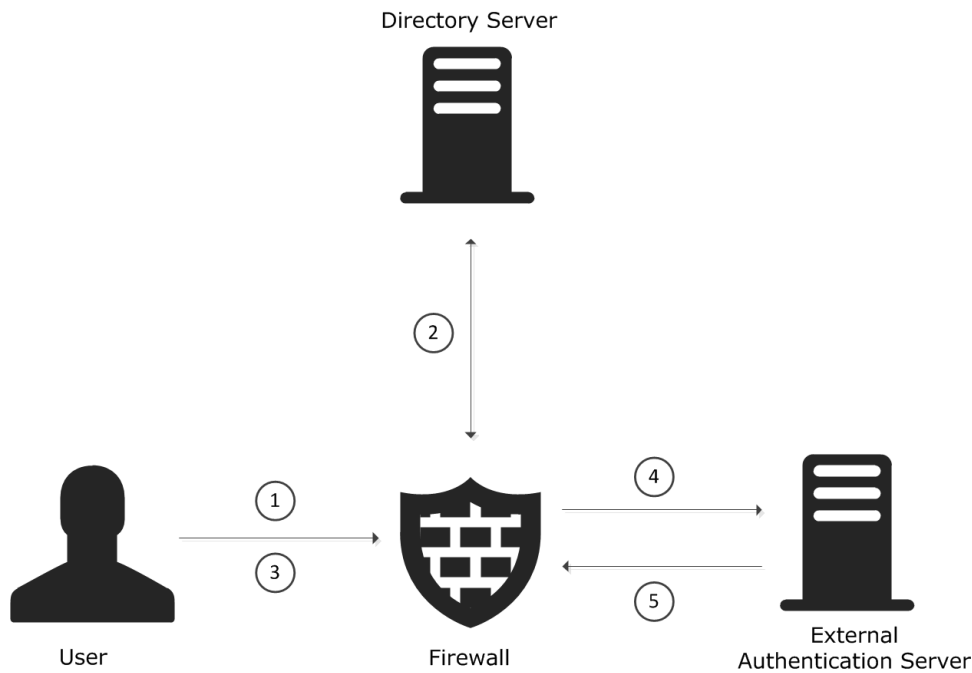 Directory Server
2
1
4
3
5
User
Firewall
External
Authentication Server